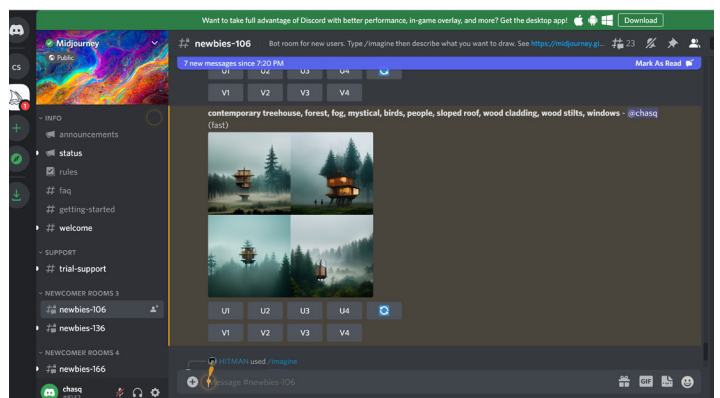 Want to take full advantage of Discord with better performance, in-game overlay, and more? Get the desktop app!
Download
CS
1
Midjourney
Public
INFO
announcements
status
rules
faq
getting-started
welcome
SUPPORT
trial-support
NEWCOMER ROOMS 3
newbies-106
newbies-136
NEWCOMER ROOMS 4
newbies-166
chasq
newbies-106
Bot room for new users. Type /imagine then describe what you want to draw. See https://midjourney.gi...
23
7 new messages since 7:20 PM
Mark As Read
U1 U2 U3 U4
V1 V2 V3 V4
contemporary treehouse, forest, fog, mystical, birds, people, sloped roof, wood cladding, wood stilts, windows - @chasq
(fast)
U1 U2 U3 U4
V1 V2 V3 V4
HITMAN used /imagine
Message #newbies-106
GIF